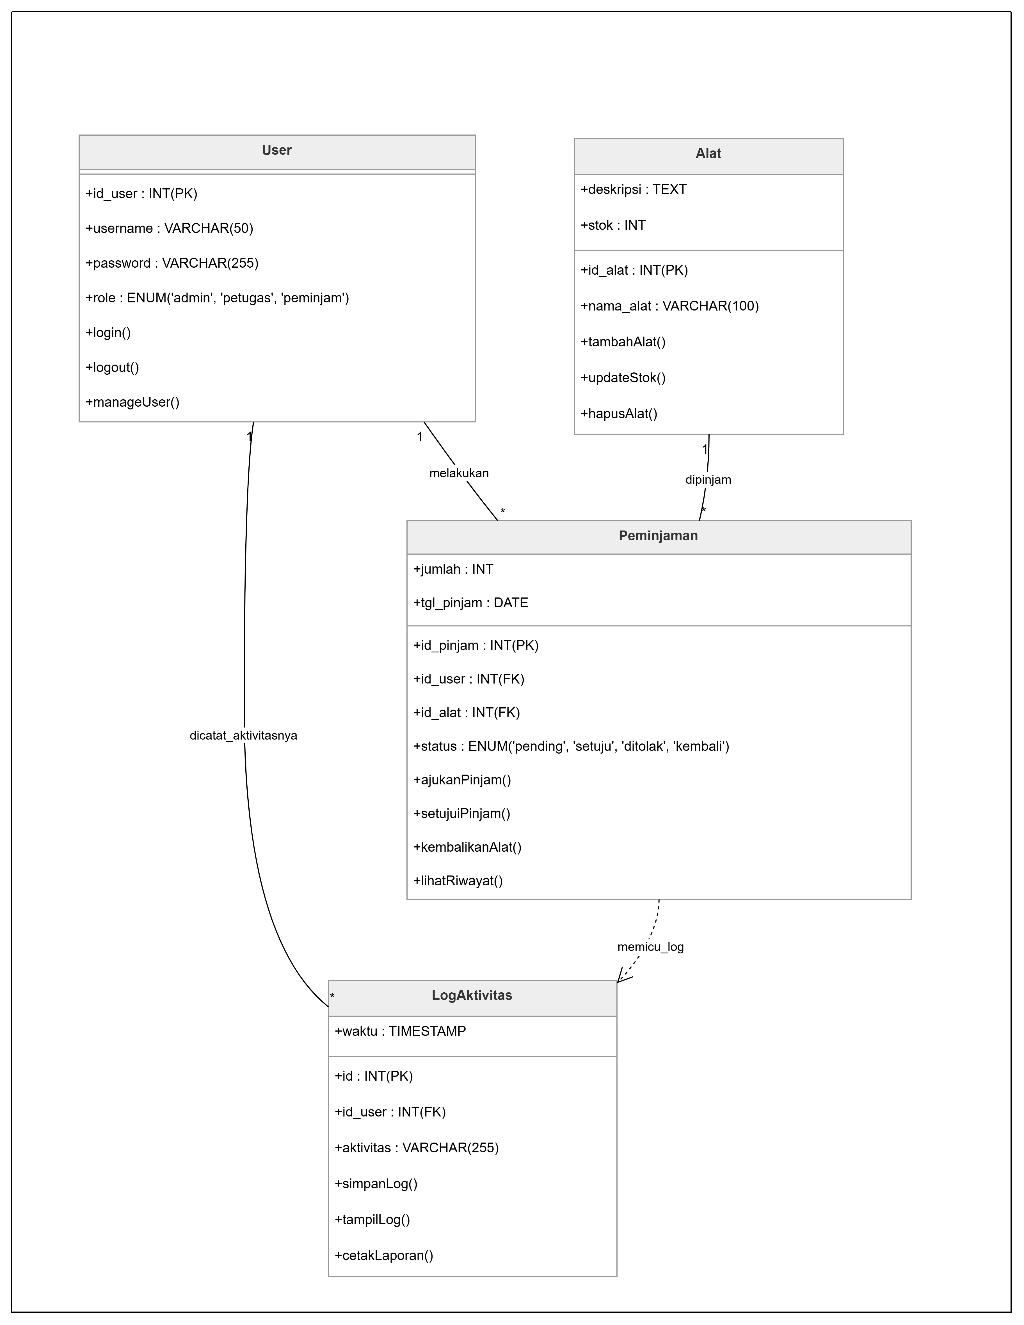 User
+id_user : INT(PK)
+username : VARCHAR(50)
+password : VARCHAR(255)
+role : ENUM('admin', 'petugas', 'peminjam')
+login()
+logout()
+manageUser()
Alat
+deskripsi : TEXT
+stok : INT
+id_alat : INT(PK)
+nama_alat : VARCHAR(100)
+tambahAlat()
+updateStok()
+hapusAlat()
1
1
melakukan
*
1
dipinjam
*
Peminjaman
+jumlah : INT
+tgl_pinjam : DATE
+id_pinjam : INT(PK)
+id_user : INT(FK)
+id_alat : INT(FK)
+status : ENUM('pending', 'setuju', 'ditolak', 'kembali')
+ajukanPinjam()
+setujuiPinjam()
+kembalikanAlat()
+lihatRiwayat()
dicatat_aktivitasnya
memicu_log
*
LogAktivitas
+waktu : TIMESTAMP
+id : INT(PK)
+id_user : INT(FK)
+aktivitas : VARCHAR(255)
+simpanLog()
+tampilLog()
+cetakLaporan()